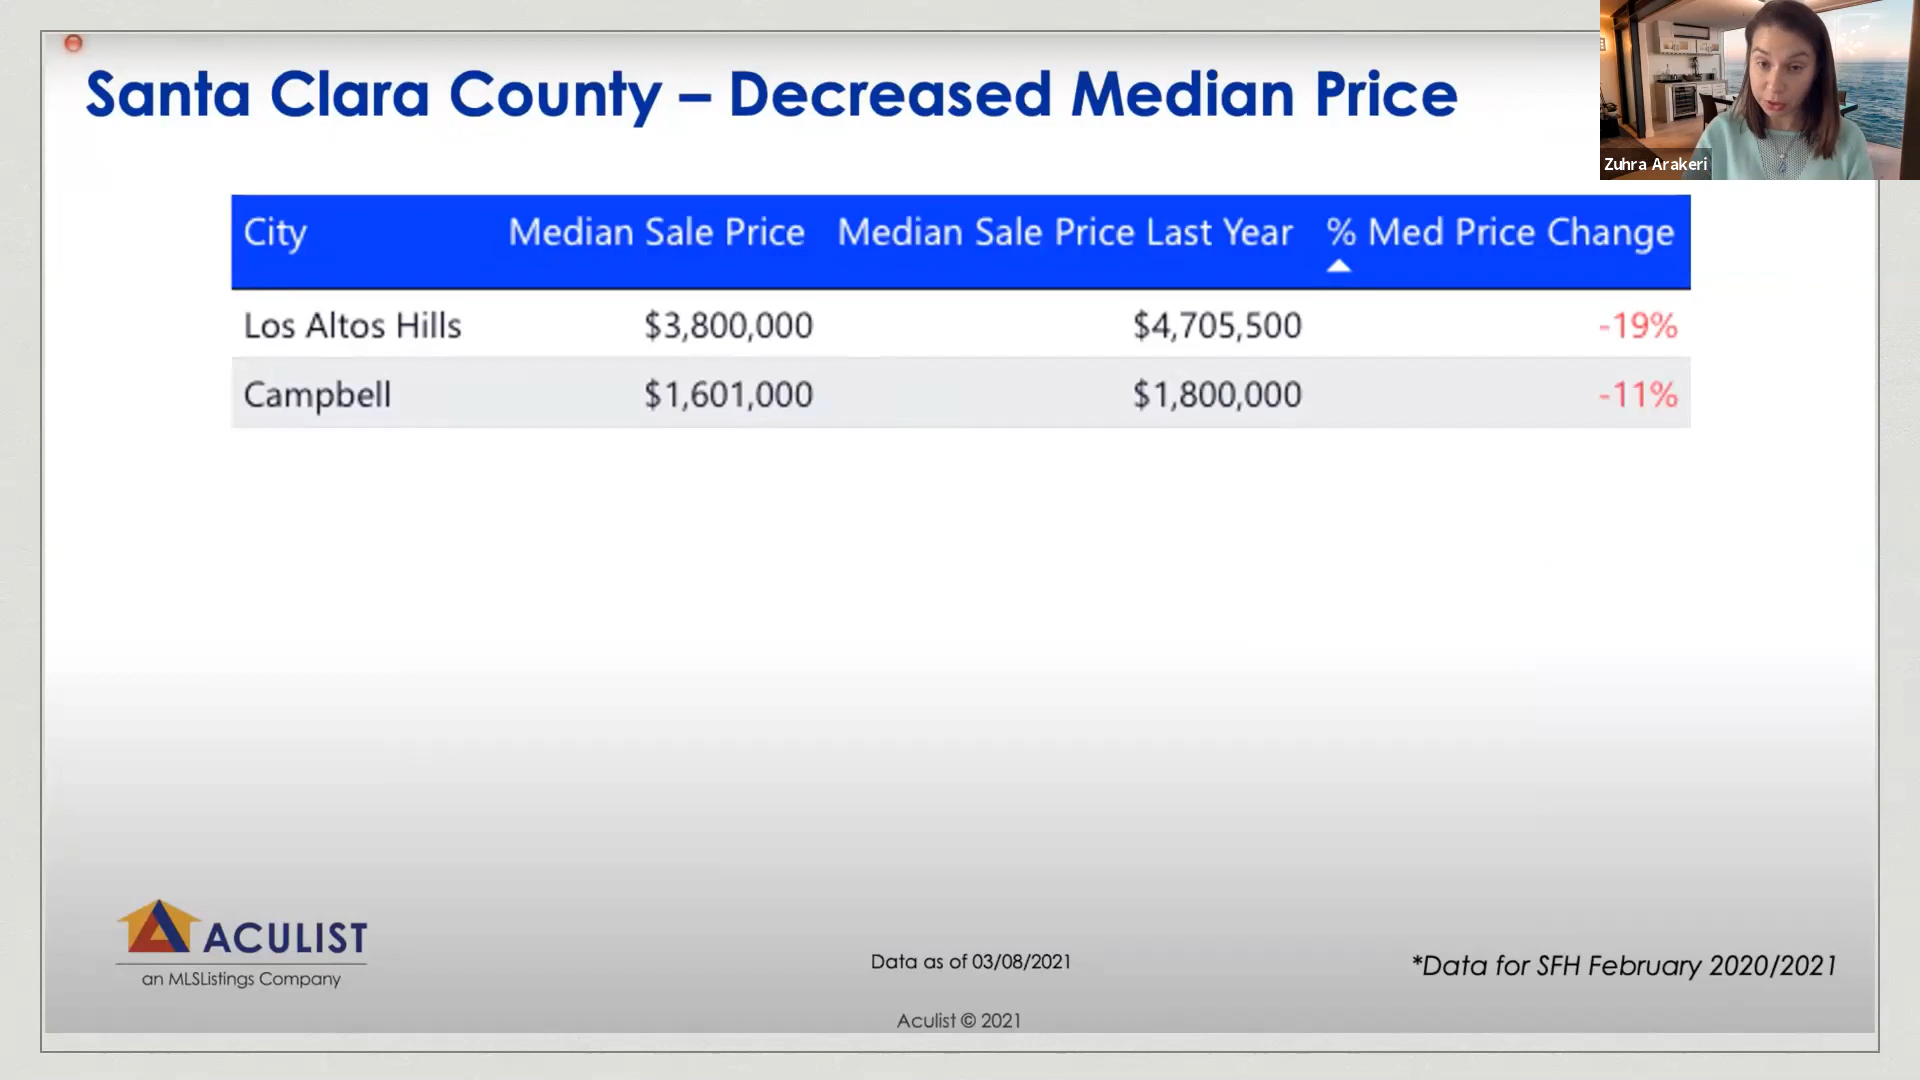 Santa Clara County – Decreased Median Price
Zuhra Arakeri
City Median Sale Price Median Sale Price Last Year % Med Price Change
Los Altos Hills $3,800,000 $4,705,500 -19%
Campbell $1,601,000 $1,800,000 -11%
ACULIST
an MLSListings Company
Data as of 03/08/2021
*Data for SFH February 2020/2021
Aculist © 2021